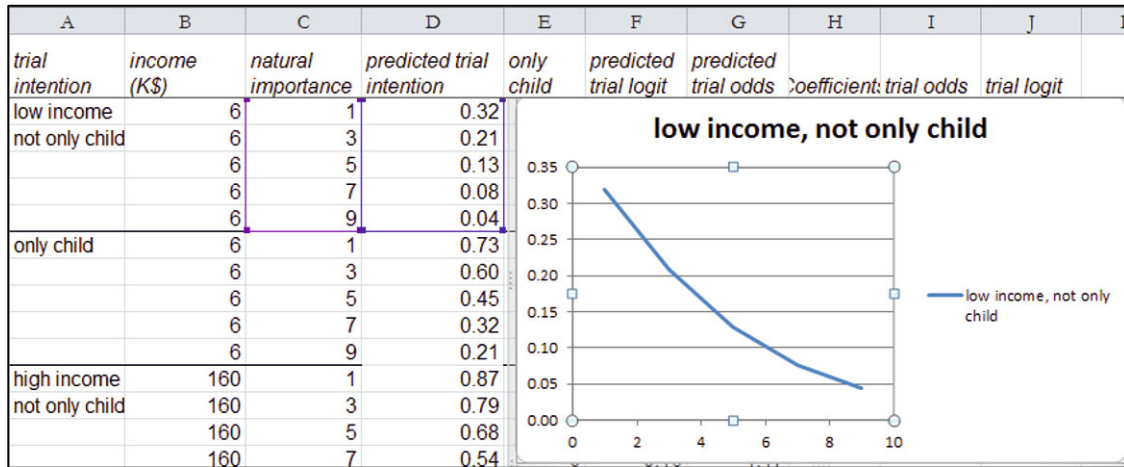 A B C D E F G H I J
trial intention income (K$) natural importance predicted trial intention only child predicted trial logit predicted trial odds Coefficients trial odds trial logit
low income 6 1 0.32
not only child 6 3 0.21
6 5 0.13
6 7 0.08
6 9 0.04
only child 6 1 0.73
6 3 0.60
6 5 0.45
6 7 0.32
6 9 0.21
high income 160 1 0.87
not only child 160 3 0.79
160 5 0.68
160 7 0.54
low income, not only child
0.35
0.30
0.25
0.20
0.15
0.10
0.05
0.00
0 2 4 6 8 10
low income, not only
child